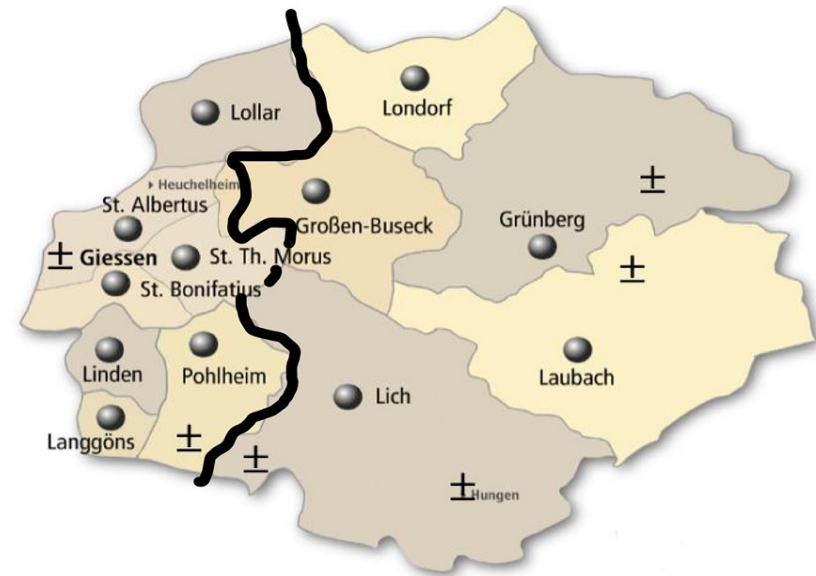 Lollar
Londorf
Heuchelheim
St. Albertus
Großen-Buseck
Grünberg
±
± Giessen
St. Th. Morus
±
St. Bonifatius
Linden
Pohlheim
Lich
Laubach
Langgöns
±
±
± Hungen